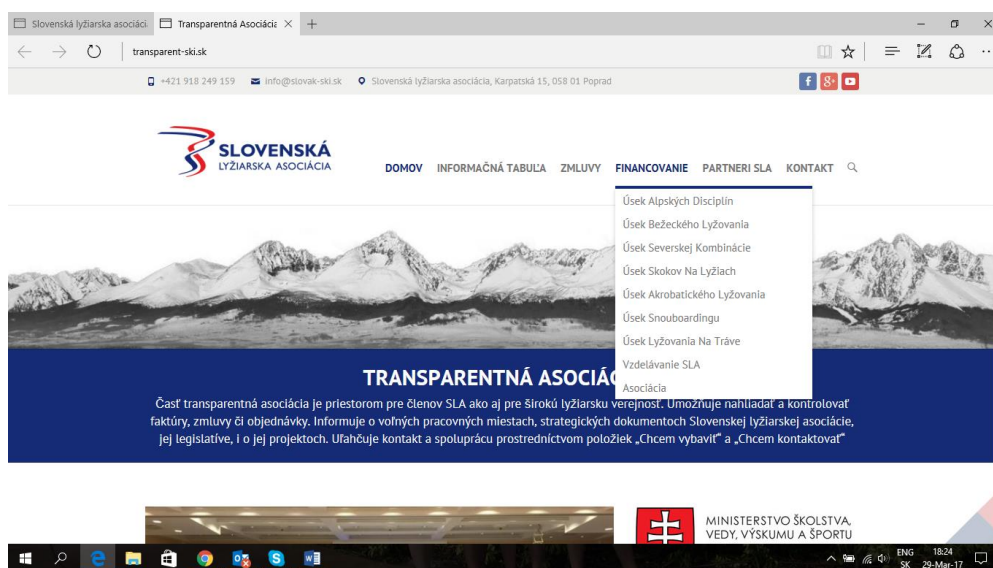 Slovenská lyžiarska asociáci
Transparentná Asociácia
transparent-ski.sk
+421 918 249 159 info@slovak-ski.sk Slovenská lyžiarska asociácia, Karpatská 15, 058 01 Poprad
f 8+
SLOVENSKÁ
LYŽIARSKA ASOCIÁCIA
DOMOV INFORMAČNÁ TABUĽA ZMLUVY FINANCOVANIE PARTNERI SLA KONTAKT
Úsek Alpských Disciplín
Úsek Bežeckého Lyžovania
Úsek Severskej Kombinácie
Úsek Skokov Na Lyžiach
Úsek Akrobatického Lyžovania
Úsek Snouboardingu
Úsek Lyžovania Na Tráve
Vzdelávanie SLA
Asociácia
TRANSPARENTNÁ ASOCIÁC
Časť transparentná asociácia je priestorom pre členov SLA ako aj pre širokú lyžiarsku verejnosť. Umožňuje nahliadať a kontrolovať
faktúry, zmluvy či objednávky. Informuje o voľných pracovných miestach, strategických dokumentoch Slovenskej lyžiarskej asociácie,
jej legislatíve, i o jej projektoch. Uľahčuje kontakt a spoluprácu prostredníctvom položiek „Chcem vybaviť“ a „Chcem kontaktovať“
MINISTERSTVO ŠKOLSTVA,
VEDY, VÝSKUMU A ŠPORTU
ENG 18:24
SK 29-Mar-17